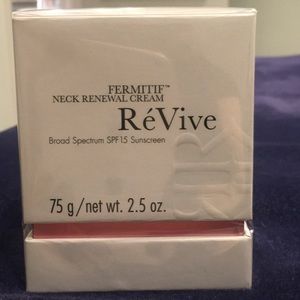 FERMITIF™
NECK RENEWAL CREAM
RéVive
Broad Spectrum SPF15 Sunscreen
75 g/net wt. 2.5 oz.